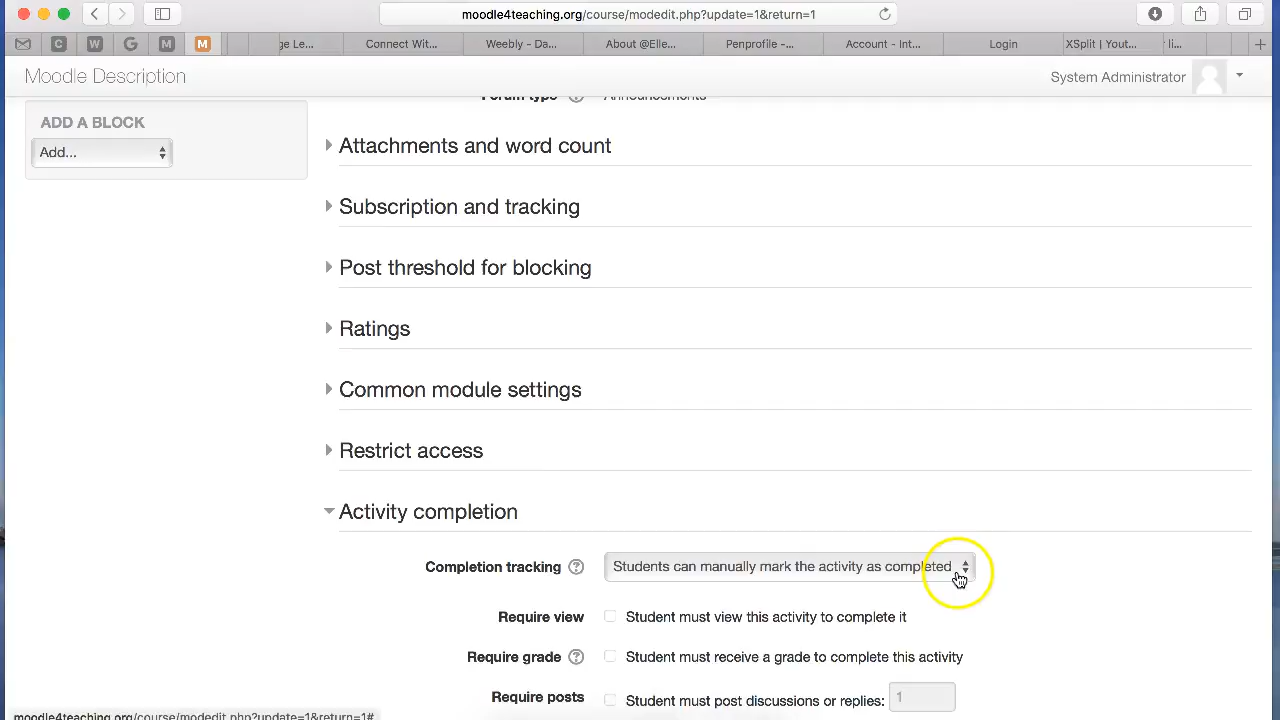 moodle4teaching.org/course/modedit.php?update=1&return=1
C W G M M ge Le... Connect Wit... Weebly - Da... About @Elle... Penprofile -... Account - Int... Login XSplit | Yout... li...
Moodle Description
System Administrator
ADD A BLOCK
Add...
Forum type Announcements
Attachments and word count
Subscription and tracking
Post threshold for blocking
Ratings
Common module settings
Restrict access
Activity completion
Completion tracking ? Students can manually mark the activity as completed
Require view Student must view this activity to complete it
Require grade ? Student must receive a grade to complete this activity
Require posts Student must post discussions or replies: 1
moodle4teaching.org/course/modedit.php?update=1&return=1#